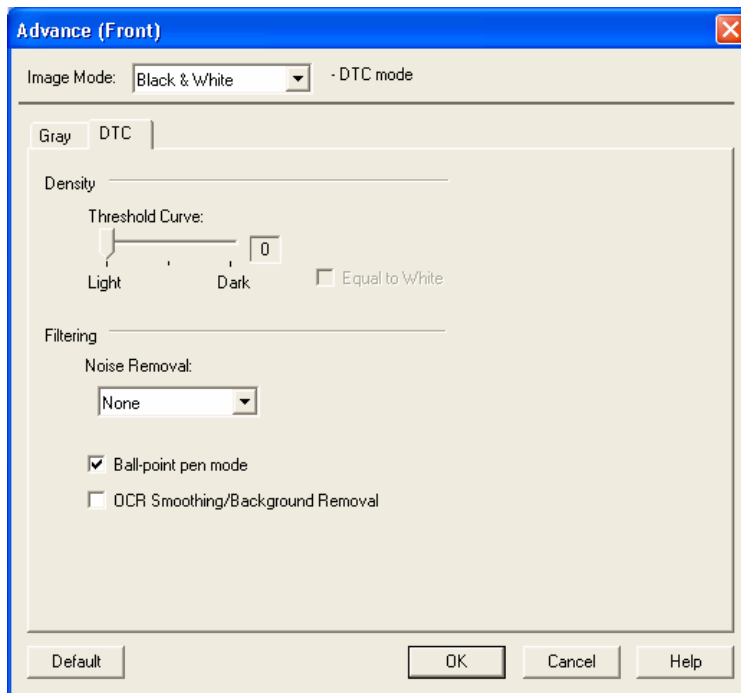 Advance (Front)
Image Mode: Black & White - DTC mode
Gray DTC
Density
Threshold Curve:
0
Light Dark Equal to White
Filtering
Noise Removal:
None
Ball-point pen mode
OCR Smoothing/Background Removal
Default OK Cancel Help